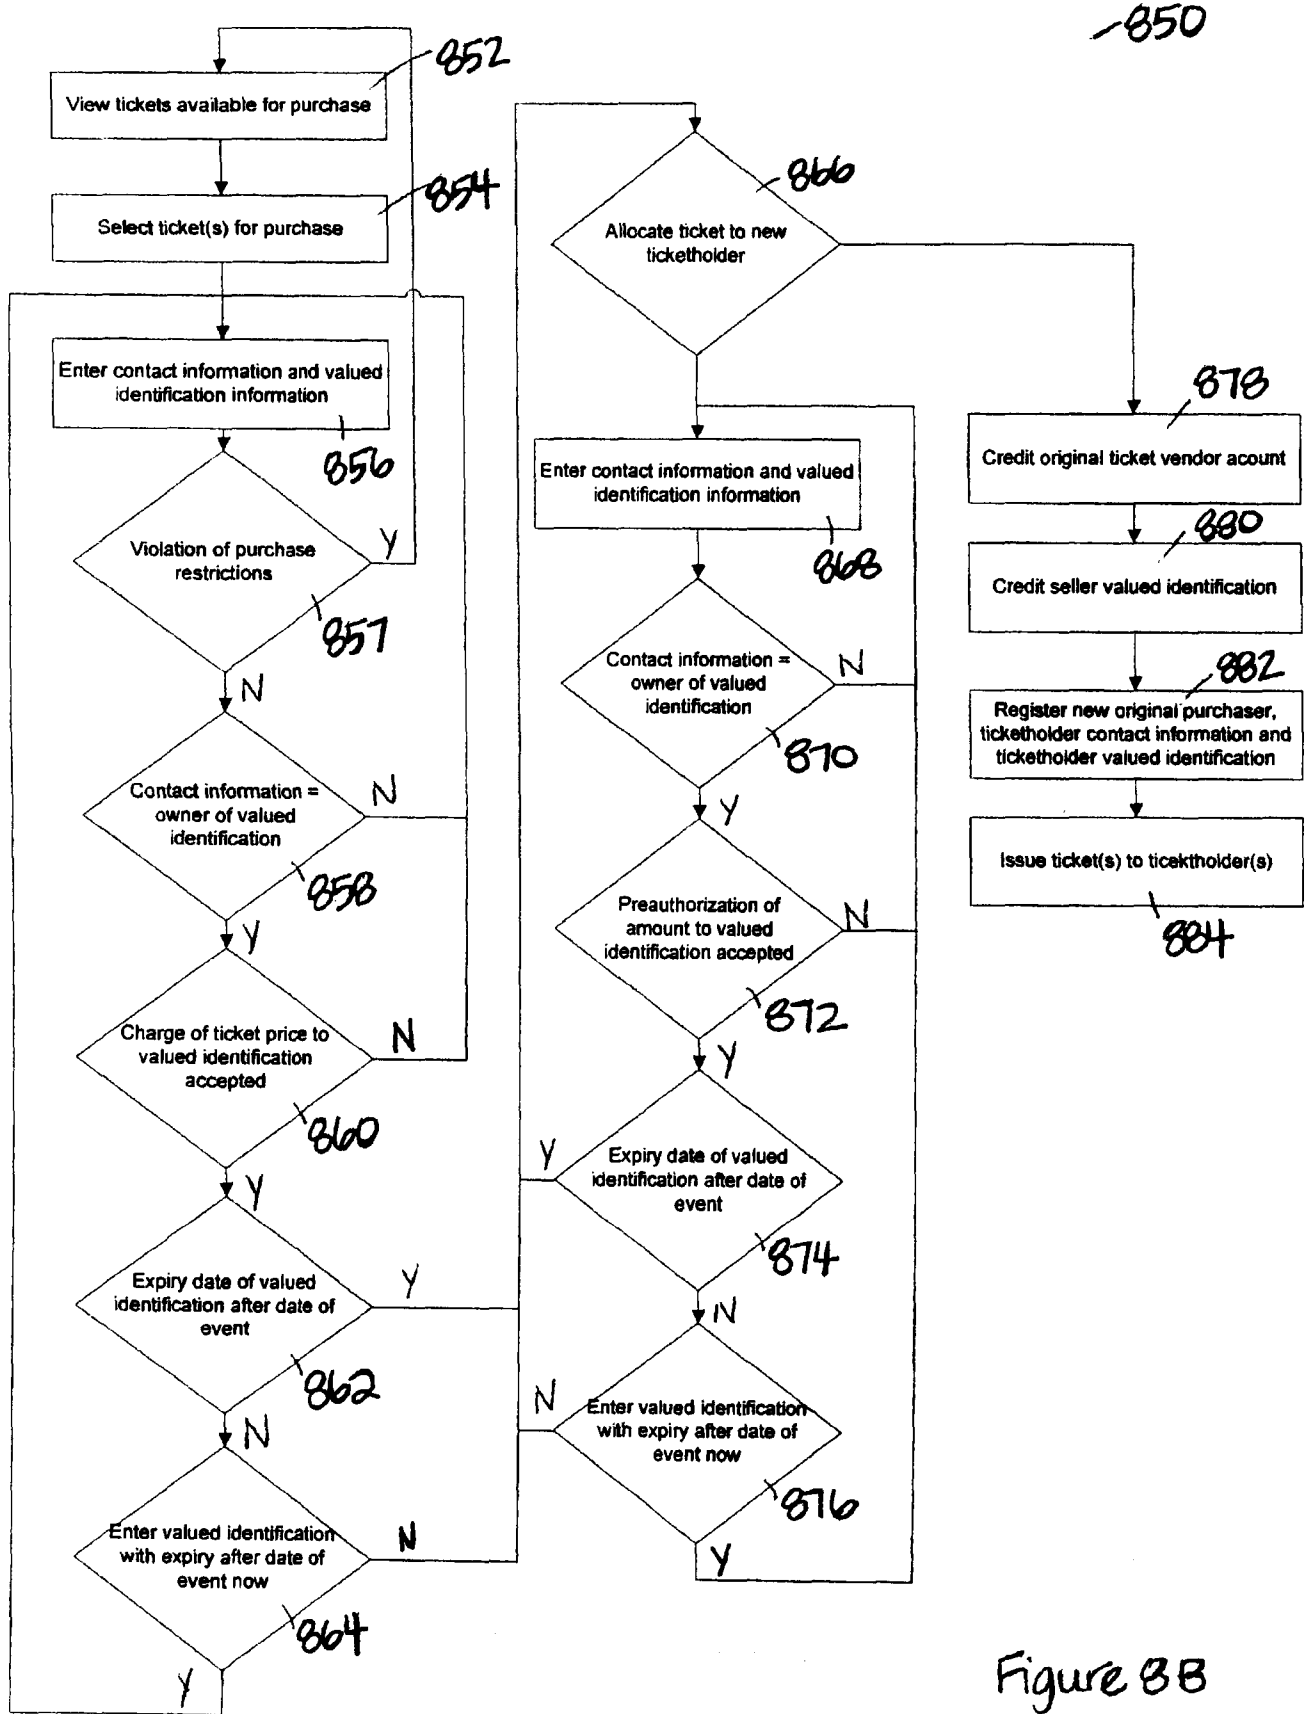 850
852
View tickets available for purchase
854
Select ticket(s) for purchase
Enter contact information and valued
identification information
856
Violation of purchase
restrictions
Y
857
N
Contact information =
owner of valued
identification
N
858
Y
Charge of ticket price to
valued identification
accepted
N
860
Y
Expiry date of valued
identification after date of
event
Y
862
N
Enter valued identification
with expiry after date of
event now
N
864
Y
866
Allocate ticket to new
ticketholder
Enter contact information and valued
identification information
868
Contact information =
owner of valued
identification
N
870
Y
Preauthorization of
amount to valued
identification accepted
N
872
Y
Y
Expiry date of valued
identification after date of
event
874
N
N
Enter valued identification
with expiry after date of
event now
876
Y
878
Credit original ticket vendor acount
880
Credit seller valued identification
882
Register new original purchaser,
ticketholder contact information and
ticketholder valued identification
Issue ticket(s) to ticektholder(s)
884
Figure 8B